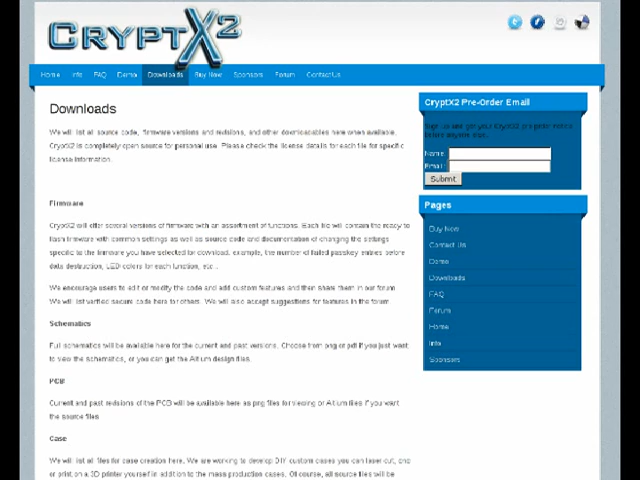 CRYPTX2
Home Info FAQ Demo Downloads Buy Now Sponsors Forum Contact Us
Downloads
We will list all source code, firmware versions and revisions, and other downloadables here when available.
CryptX2 is completely open source for personal use. Please check the license details for each file for specific
license information.
Firmware
CryptX2 will offer several versions of firmware with an assortment of functions. Each file will contain the ready to
flash firmware with common settings as well as source code and documentation of changing the settings
specific to the firmware you have selected for download, example, the number of failed passkey entries before
data destruction, LED colors for each function, etc..
We encourage users to edit or modify the code and add custom features and then share them in our forum.
We will list verified secure code here for others. We will also accept suggestions for features in the forum.
Schematics
Full schematics will be available here for the current and past versions. Choose from png or pdf if you just want
to view the schematics, or you can get the Altium design files.
PCB
Current and past revisions of the PCB will be available here as png files for viewing or Altium files if you want
the source files
Case
We will list all files for case creation here. We are working to develop DIY custom cases you can laser cut, and
or print on a 3D printer yourself in addition to the mass production cases. Of course, all source files will be
CryptX2 Pre-Order Email
Sign up and get your CryptX2 pre-order email
before anyone else.
Name:
Email:
Submit
Pages
Buy Now
Contact Us
Demo
Downloads
FAQ
Forum
Home
Info
Sponsors